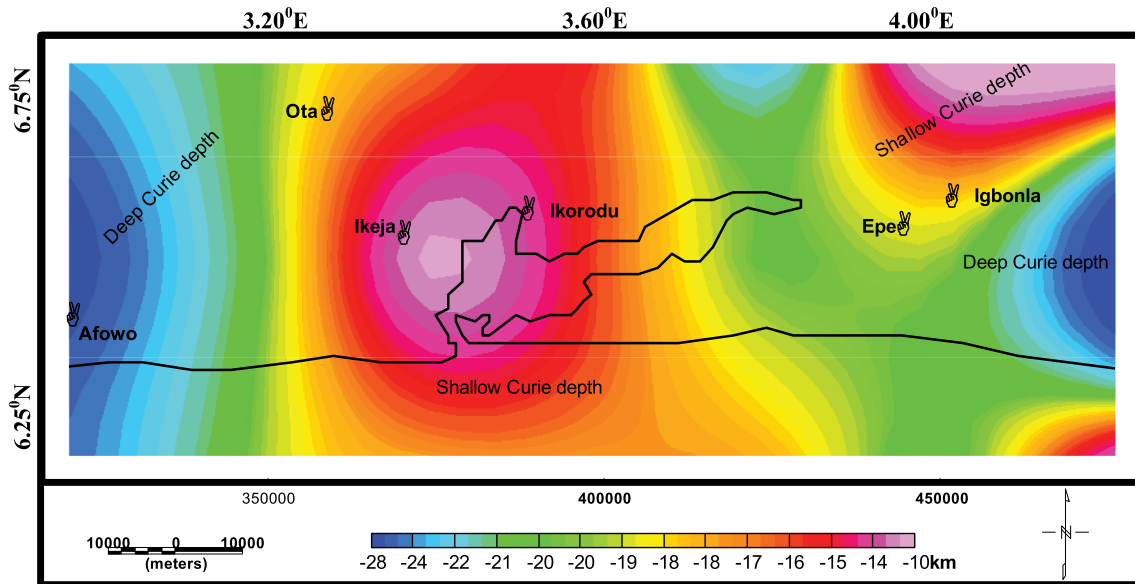 3.20⁰E 3.60⁰E 4.00⁰E
6.75⁰N
Ota
Deep Curie depth
Shallow Curie depth
Ikeja
Ikorodu
Igbonla
Epe
Deep Curie depth
Afowo
Shallow Curie depth
6.25⁰N
350000 400000 450000
10000 0 10000
(meters)
-28 -24 -22 -21 -20 -20 -19 -18 -17 -16 -15 -14 -13 -10km
N